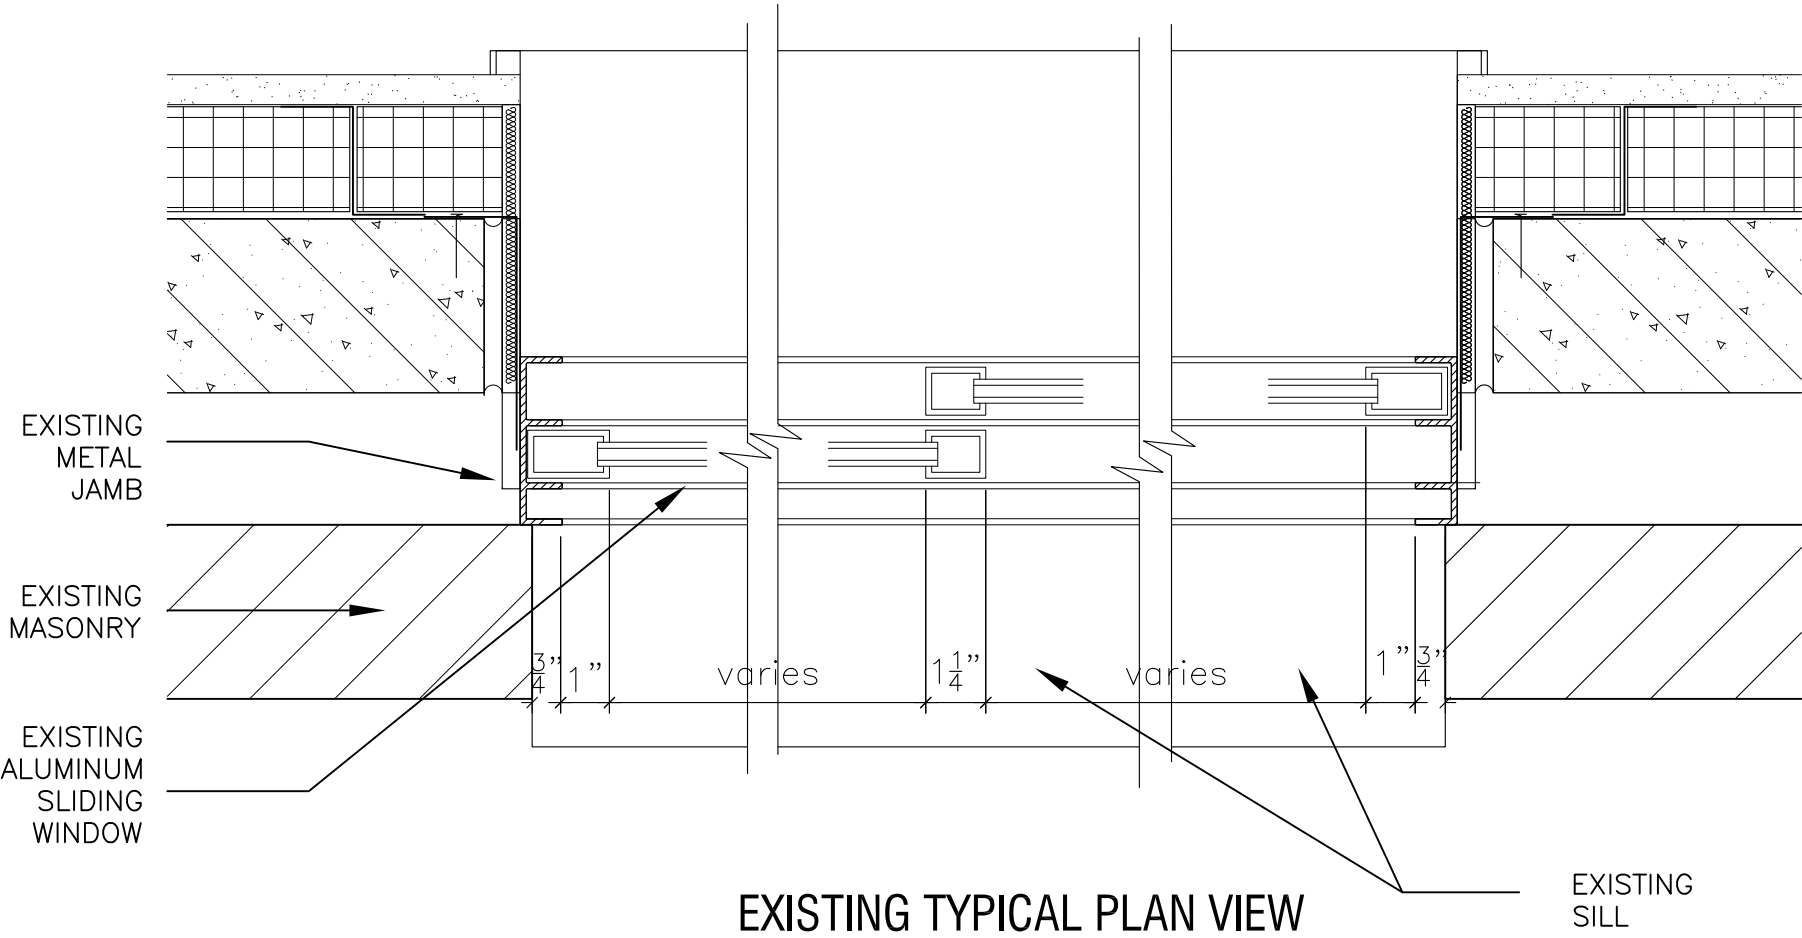 EXISTING
METAL
JAMB
EXISTING
MASONRY
3/4" 1" varies 1 1/4" varies 1" 3/4"
EXISTING
ALUMINUM
SLIDING
WINDOW
EXISTING
SILL
EXISTING TYPICAL PLAN VIEW